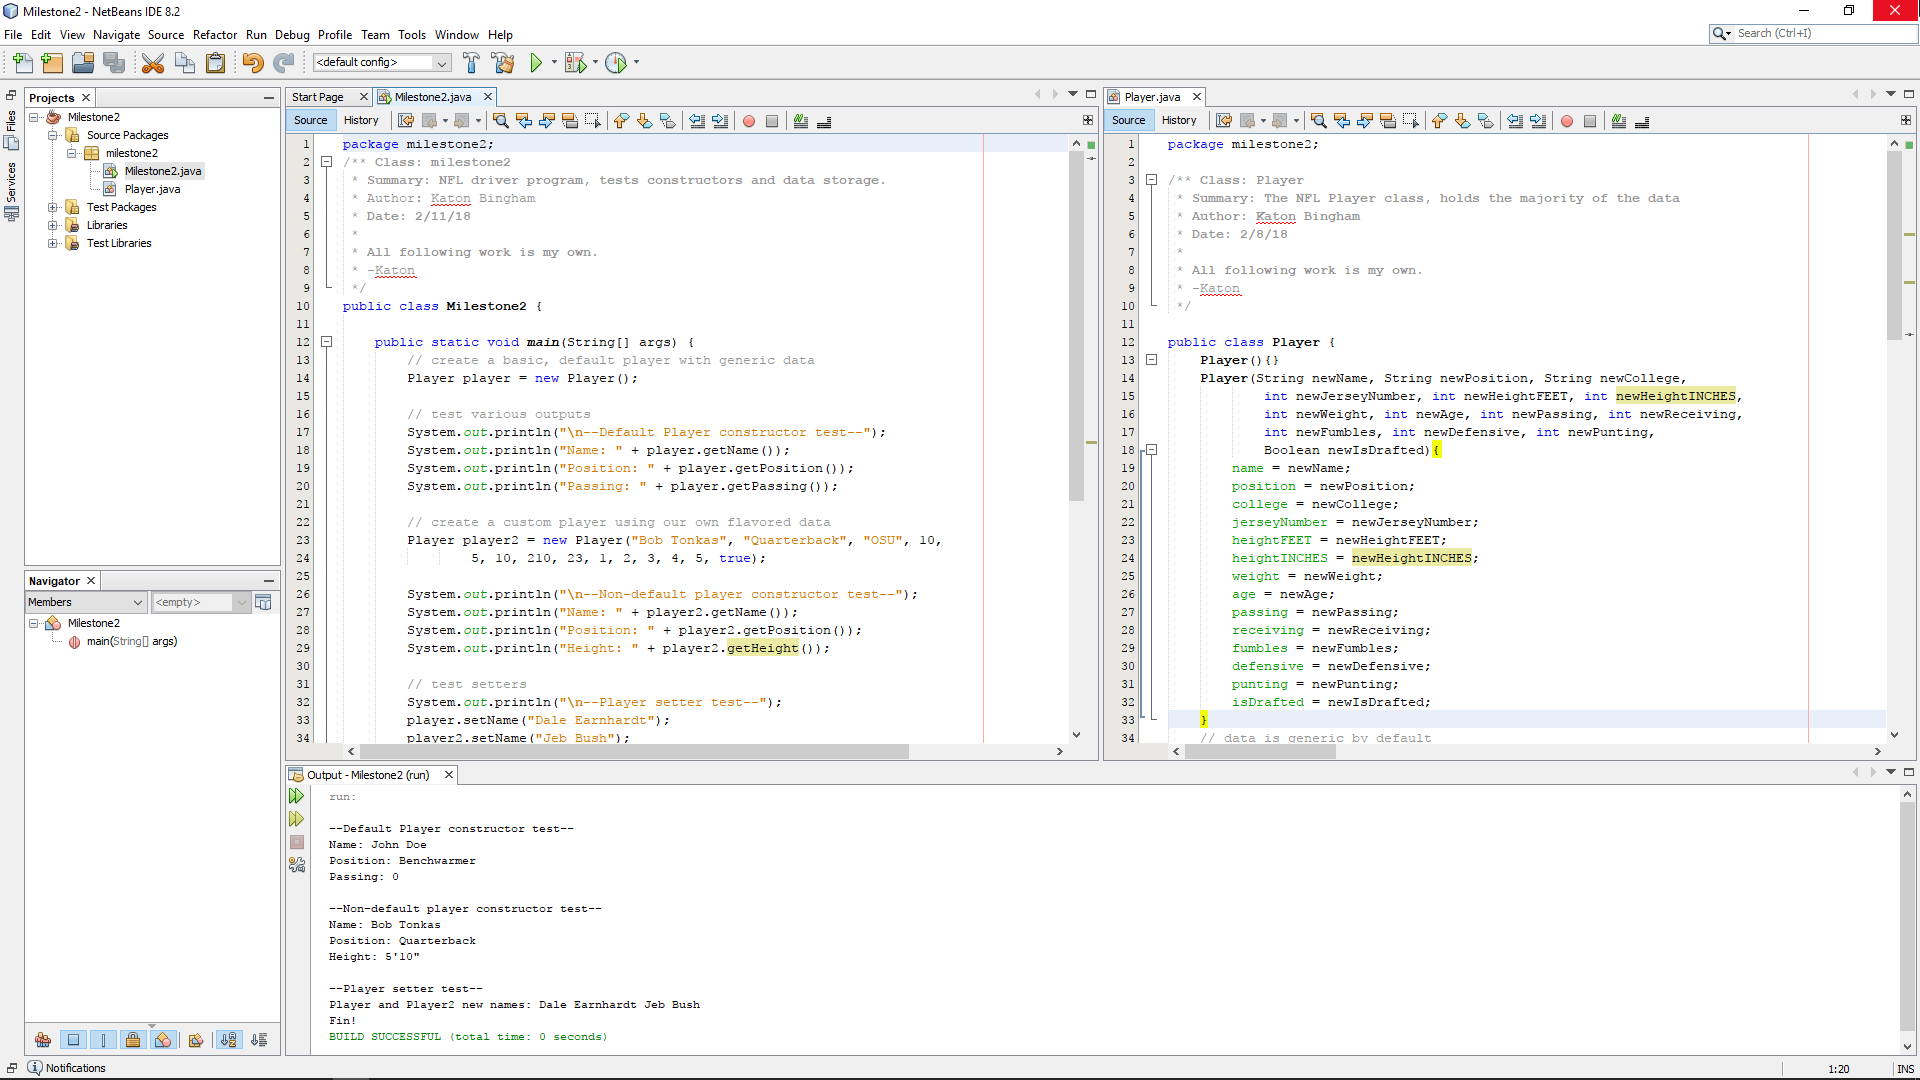 Milestone2 - NetBeans IDE 8.2
File Edit View Navigate Source Refactor Run Debug Profile Team Tools Window Help
Search (Ctrl+I)
<default config>
Files
Services
Projects
Milestone2
Source Packages
milestone2
Milestone2.java
Player.java
Test Packages
Libraries
Test Libraries
Navigator
Members
<empty>
Milestone2
main(String[] args)
Start Page Milestone2.java
Source History
1 package milestone2;
2 /** Class: milestone2
3 * Summary: NFL driver program, tests constructors and data storage.
4 * Author: Katon Bingham
5 * Date: 2/11/18
6 *
7 * All following work is my own.
8 * -Katon
9 */
10 public class Milestone2 {
11
12 public static void main(String[] args) {
13 // create a basic, default player with generic data
14 Player player = new Player();
15
16 // test various outputs
17 System.out.println("\n--Default Player constructor test--");
18 System.out.println("Name: " + player.getName());
19 System.out.println("Position: " + player.getPosition());
20 System.out.println("Passing: " + player.getPassing());
21
22 // create a custom player using our own flavored data
23 Player player2 = new Player("Bob Tonkas", "Quarterback", "OSU", 10,
24 5, 10, 210, 23, 1, 2, 3, 4, 5, true);
25
26 System.out.println("\n--Non-default player constructor test--");
27 System.out.println("Name: " + player2.getName());
28 System.out.println("Position: " + player2.getPosition());
29 System.out.println("Height: " + player2.getHeight());
30
31 // test setters
32 System.out.println("\n--Player setter test--");
33 player.setName("Dale Earnhardt");
34 player2.setName("Jeb Bush");
Player.java
Source History
1 package milestone2;
2
3 /** Class: Player
4 * Summary: The NFL Player class, holds the majority of the data
5 * Author: Katon Bingham
6 * Date: 2/8/18
7 *
8 * All following work is my own.
9 * -Katon
10 */
11
12 public class Player {
13 Player(){}
14 Player(String newName, String newPosition, String newCollege,
15 int newJerseyNumber, int newHeightFEET, int newHeightINCHES,
16 int newWeight, int newAge, int newPassing, int newReceiving,
17 int newFumbles, int newDefensive, int newPunting,
18 Boolean newIsDrafted){
19 name = newName;
20 position = newPosition;
21 college = newCollege;
22 jerseyNumber = newJerseyNumber;
23 heightFEET = newHeightFEET;
24 heightINCHES = newHeightINCHES;
25 weight = newWeight;
26 age = newAge;
27 passing = newPassing;
28 receiving = newReceiving;
29 fumbles = newFumbles;
30 defensive = newDefensive;
31 punting = newPunting;
32 isDrafted = newIsDrafted;
33 }
34 // data is generic by default
Output - Milestone2 (run)
run:
--Default Player constructor test--
Name: John Doe
Position: Benchwarmer
Passing: 0
--Non-default player constructor test--
Name: Bob Tonkas
Position: Quarterback
Height: 5'10"
--Player setter test--
Player and Player2 new names: Dale Earnhardt Jeb Bush
Fin!
BUILD SUCCESSFUL (total time: 0 seconds)
Notifications
1:20 INS